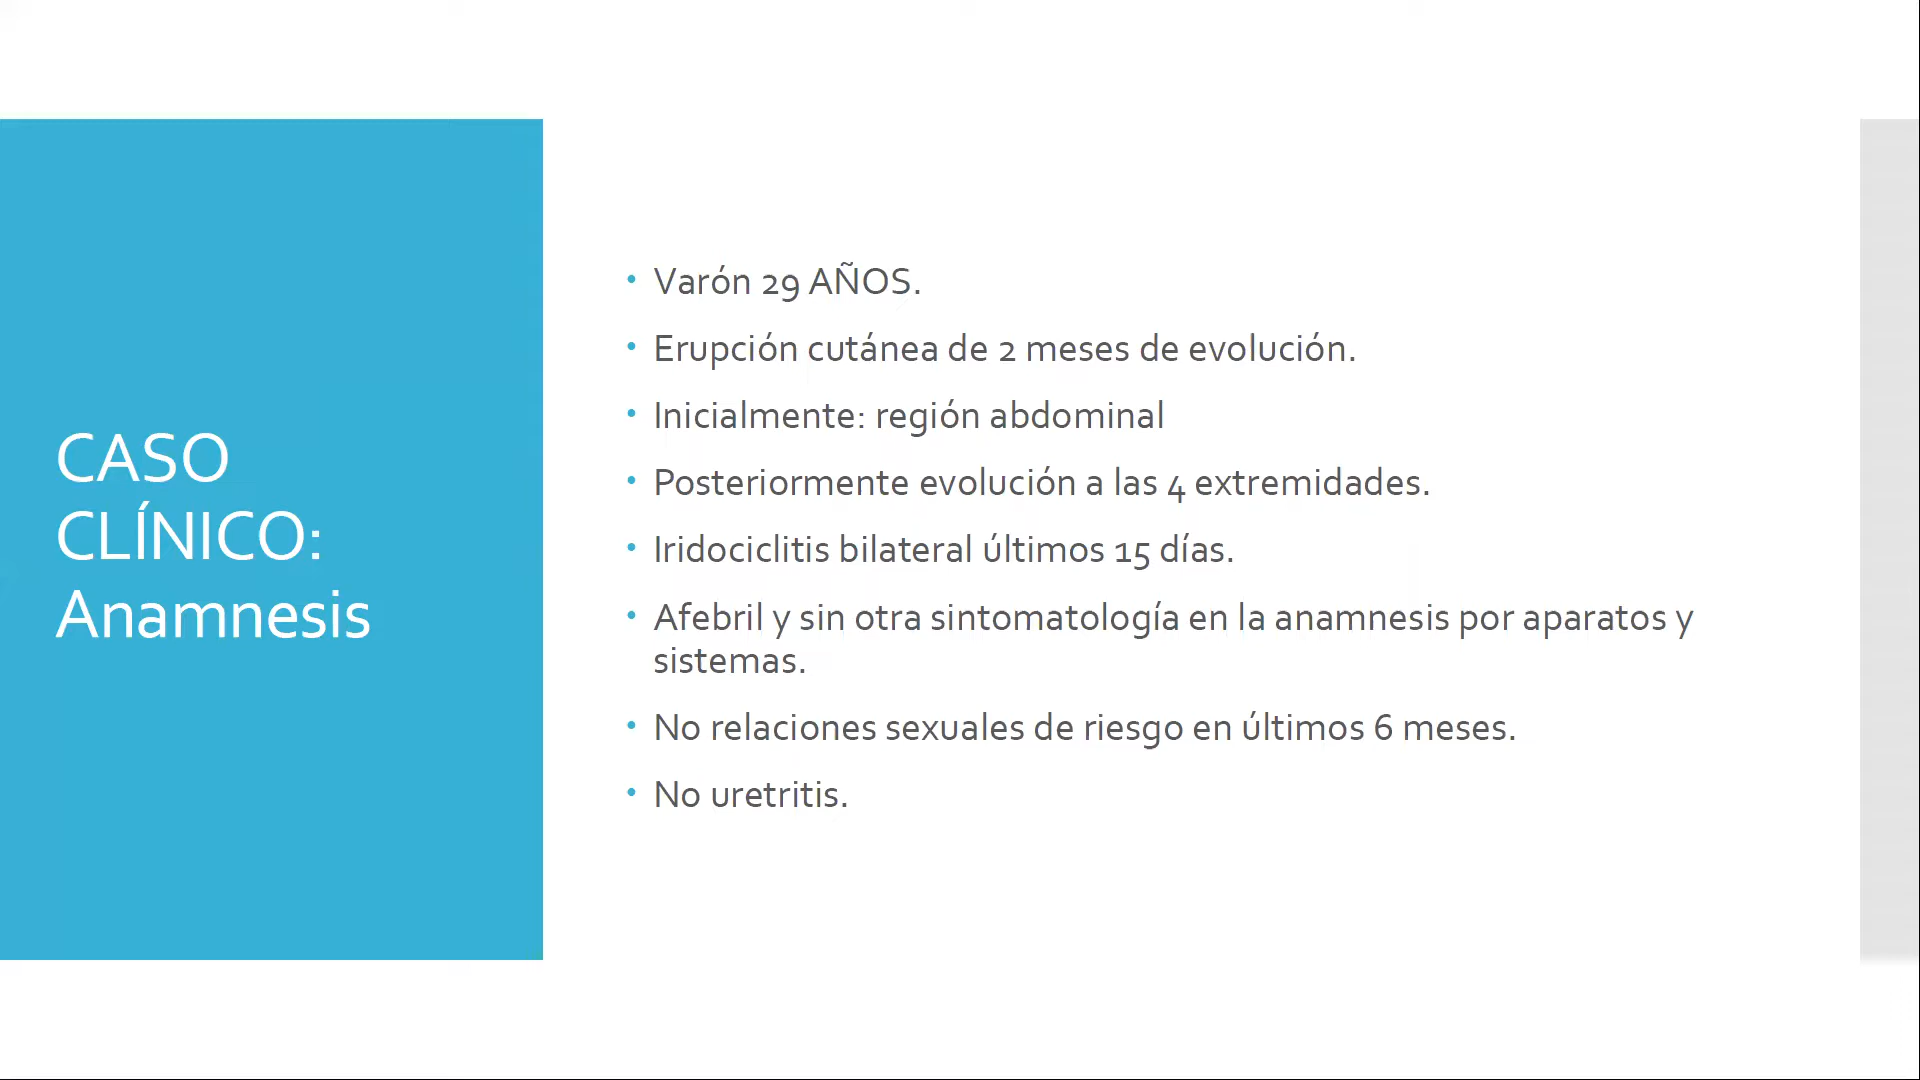 CASO
CLÍNICO:
Anamnesis
• Varón 29 AÑOS.
• Erupción cutánea de 2 meses de evolución.
• Inicialmente: región abdominal
• Posteriormente evolución a las 4 extremidades.
• Iridociclitis bilateral últimos 15 días.
• Afebril y sin otra sintomatología en la anamnesis por aparatos y
sistemas.
• No relaciones sexuales de riesgo en últimos 6 meses.
• No uretritis.